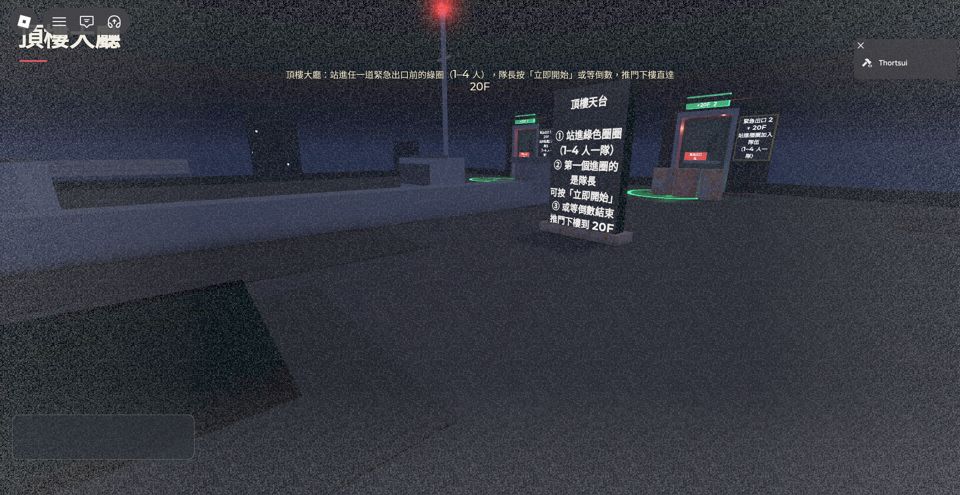 頂樓大廳
頂樓大廳：站進任一道緊急出口前的綠圈（1–4 人），隊長按「立即開始」或等倒數，推門下樓直達
20F
Thortsui
頂樓天台
① 站進綠色圈圈
（1–4 人一隊）
② 第一個進圈的
是隊長
可按「立即開始」
③ 或等倒數結束
推門下樓到 20F
緊急出口 2
→ 20F
站進圈圈加入
隊伍
（1–4 人一
隊）